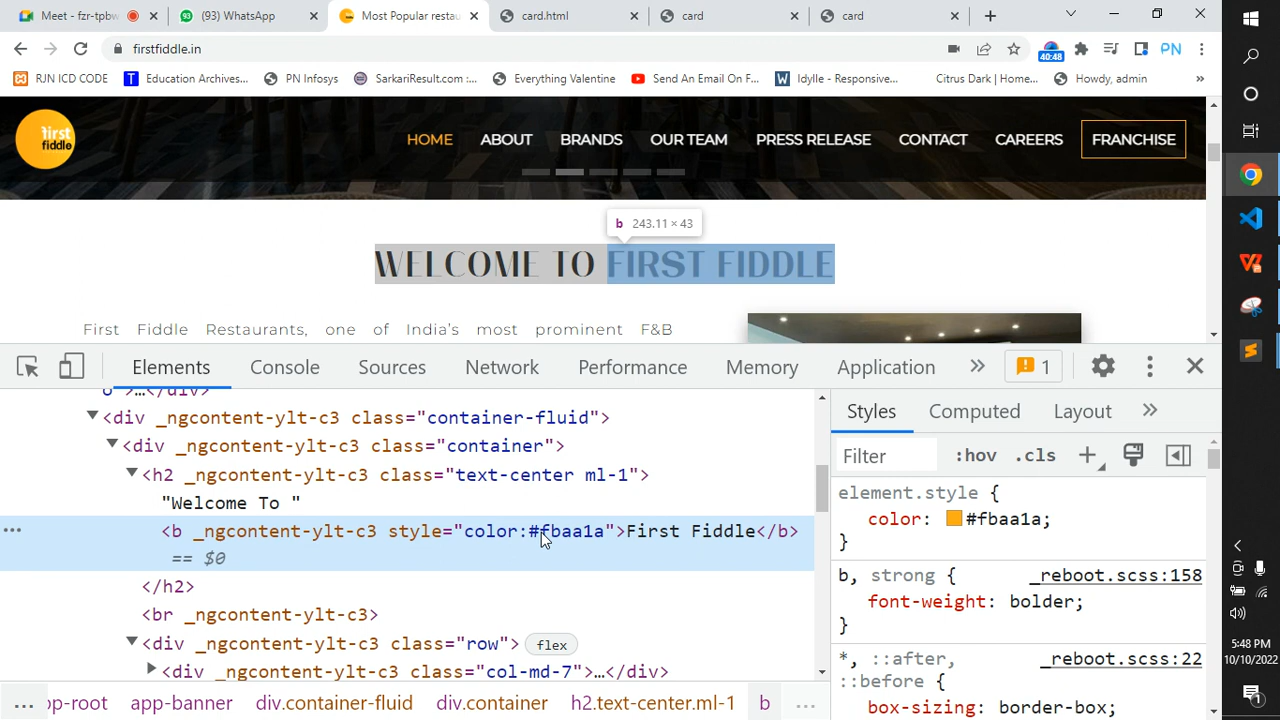 Meet - fzr-tpbw
(93) WhatsApp
Most Popular restau
card.html
card
card
firstfiddle.in
40:48
PN
RJN ICD CODE
Education Archives...
PN Infosys
SarkariResult.com :...
Everything Valentine
Send An Email On F...
Idylle - Responsive...
Citrus Dark | Home...
Howdy, admin
»
first
fiddle
HOME
ABOUT
BRANDS
OUR TEAM
PRESS RELEASE
CONTACT
CAREERS
FRANCHISE
b 243.11 × 43
WELCOME TO FIRST FIDDLE
First Fiddle Restaurants, one of India's most prominent F&B
Elements
Console
Sources
Network
Performance
Memory
Application
»
1
<div _ngcontent-ylt-c3 class="container-fluid">
<div _ngcontent-ylt-c3 class="container">
<h2 _ngcontent-ylt-c3 class="text-center ml-1">
"Welcome To "
<b _ngcontent-ylt-c3 style="color:#fbaa1a">First Fiddle</b>
== $0
</h2>
<br _ngcontent-ylt-c3>
<div _ngcontent-ylt-c3 class="row">
flex
<div _ngcontent-ylt-c3 class="col-md-7">…</div>
... pp-root app-banner div.container-fluid div.container h2.text-center.ml-1 b ...
Styles
Computed
Layout
»
Filter
:hov
.cls
element.style {
color: #fbaa1a;
}
b, strong { _reboot.scss:158
font-weight: bolder;
}
*, ::after, _reboot.scss:22
::before {
box-sizing: border-box;
5:48 PM
10/10/2022
1